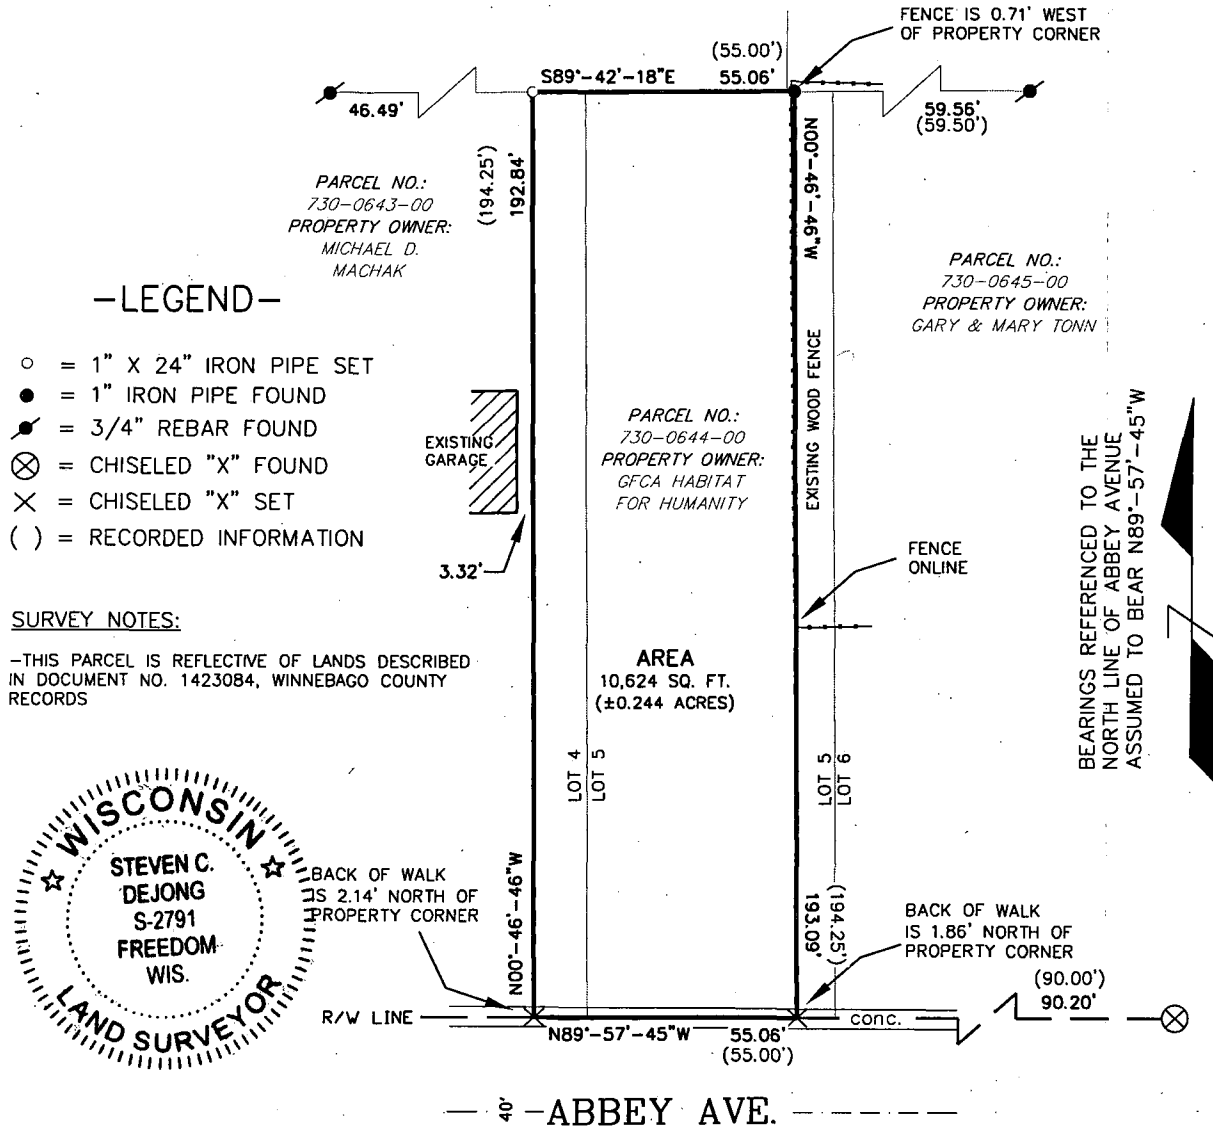 FENCE IS 0.71' WEST
OF PROPERTY CORNER
(55.00')
S89°-42'-18"E
55.06'
46.49'
59.56'
(59.50')
(194.25')
192.84'
N00°-46'-46"W
PARCEL NO.:
730-0643-00
PROPERTY OWNER:
MICHAEL D.
MACHAK
PARCEL NO.:
730-0645-00
PROPERTY OWNER:
GARY & MARY TONN
-LEGEND-
○ = 1" X 24" IRON PIPE SET
● = 1" IRON PIPE FOUND
= 3/4" REBAR FOUND
⊗ = CHISELED "X" FOUND
× = CHISELED "X" SET
( ) = RECORDED INFORMATION
EXISTING
GARAGE
3.32'
EXISTING WOOD FENCE
PARCEL NO.:
730-0644-00
PROPERTY OWNER:
GFCA HABITAT
FOR HUMANITY
FENCE
ONLINE
BEARINGS REFERENCED TO THE
NORTH LINE OF ABBEY AVENUE
ASSUMED TO BEAR N89°-57'-45"W
SURVEY NOTES:
-THIS PARCEL IS REFLECTIVE OF LANDS DESCRIBED
IN DOCUMENT NO. 1423084, WINNEBAGO COUNTY
RECORDS
AREA
10,624 SQ. FT.
(±0.244 ACRES)
LOT 4
LOT 5
LOT 5
LOT 6
WISCONSIN
STEVEN C.
DEJONG
S-2791
FREEDOM
WIS.
LAND SURVEYOR
BACK OF WALK
IS 2.14' NORTH OF
PROPERTY CORNER
N00°-46'-46"W
193.09'
(194.25')
BACK OF WALK
IS 1.86' NORTH OF
PROPERTY CORNER
(90.00')
90.20'
R/W LINE
conc.
N89°-57'-45"W
55.06'
(55.00')
40'
ABBEY AVE.